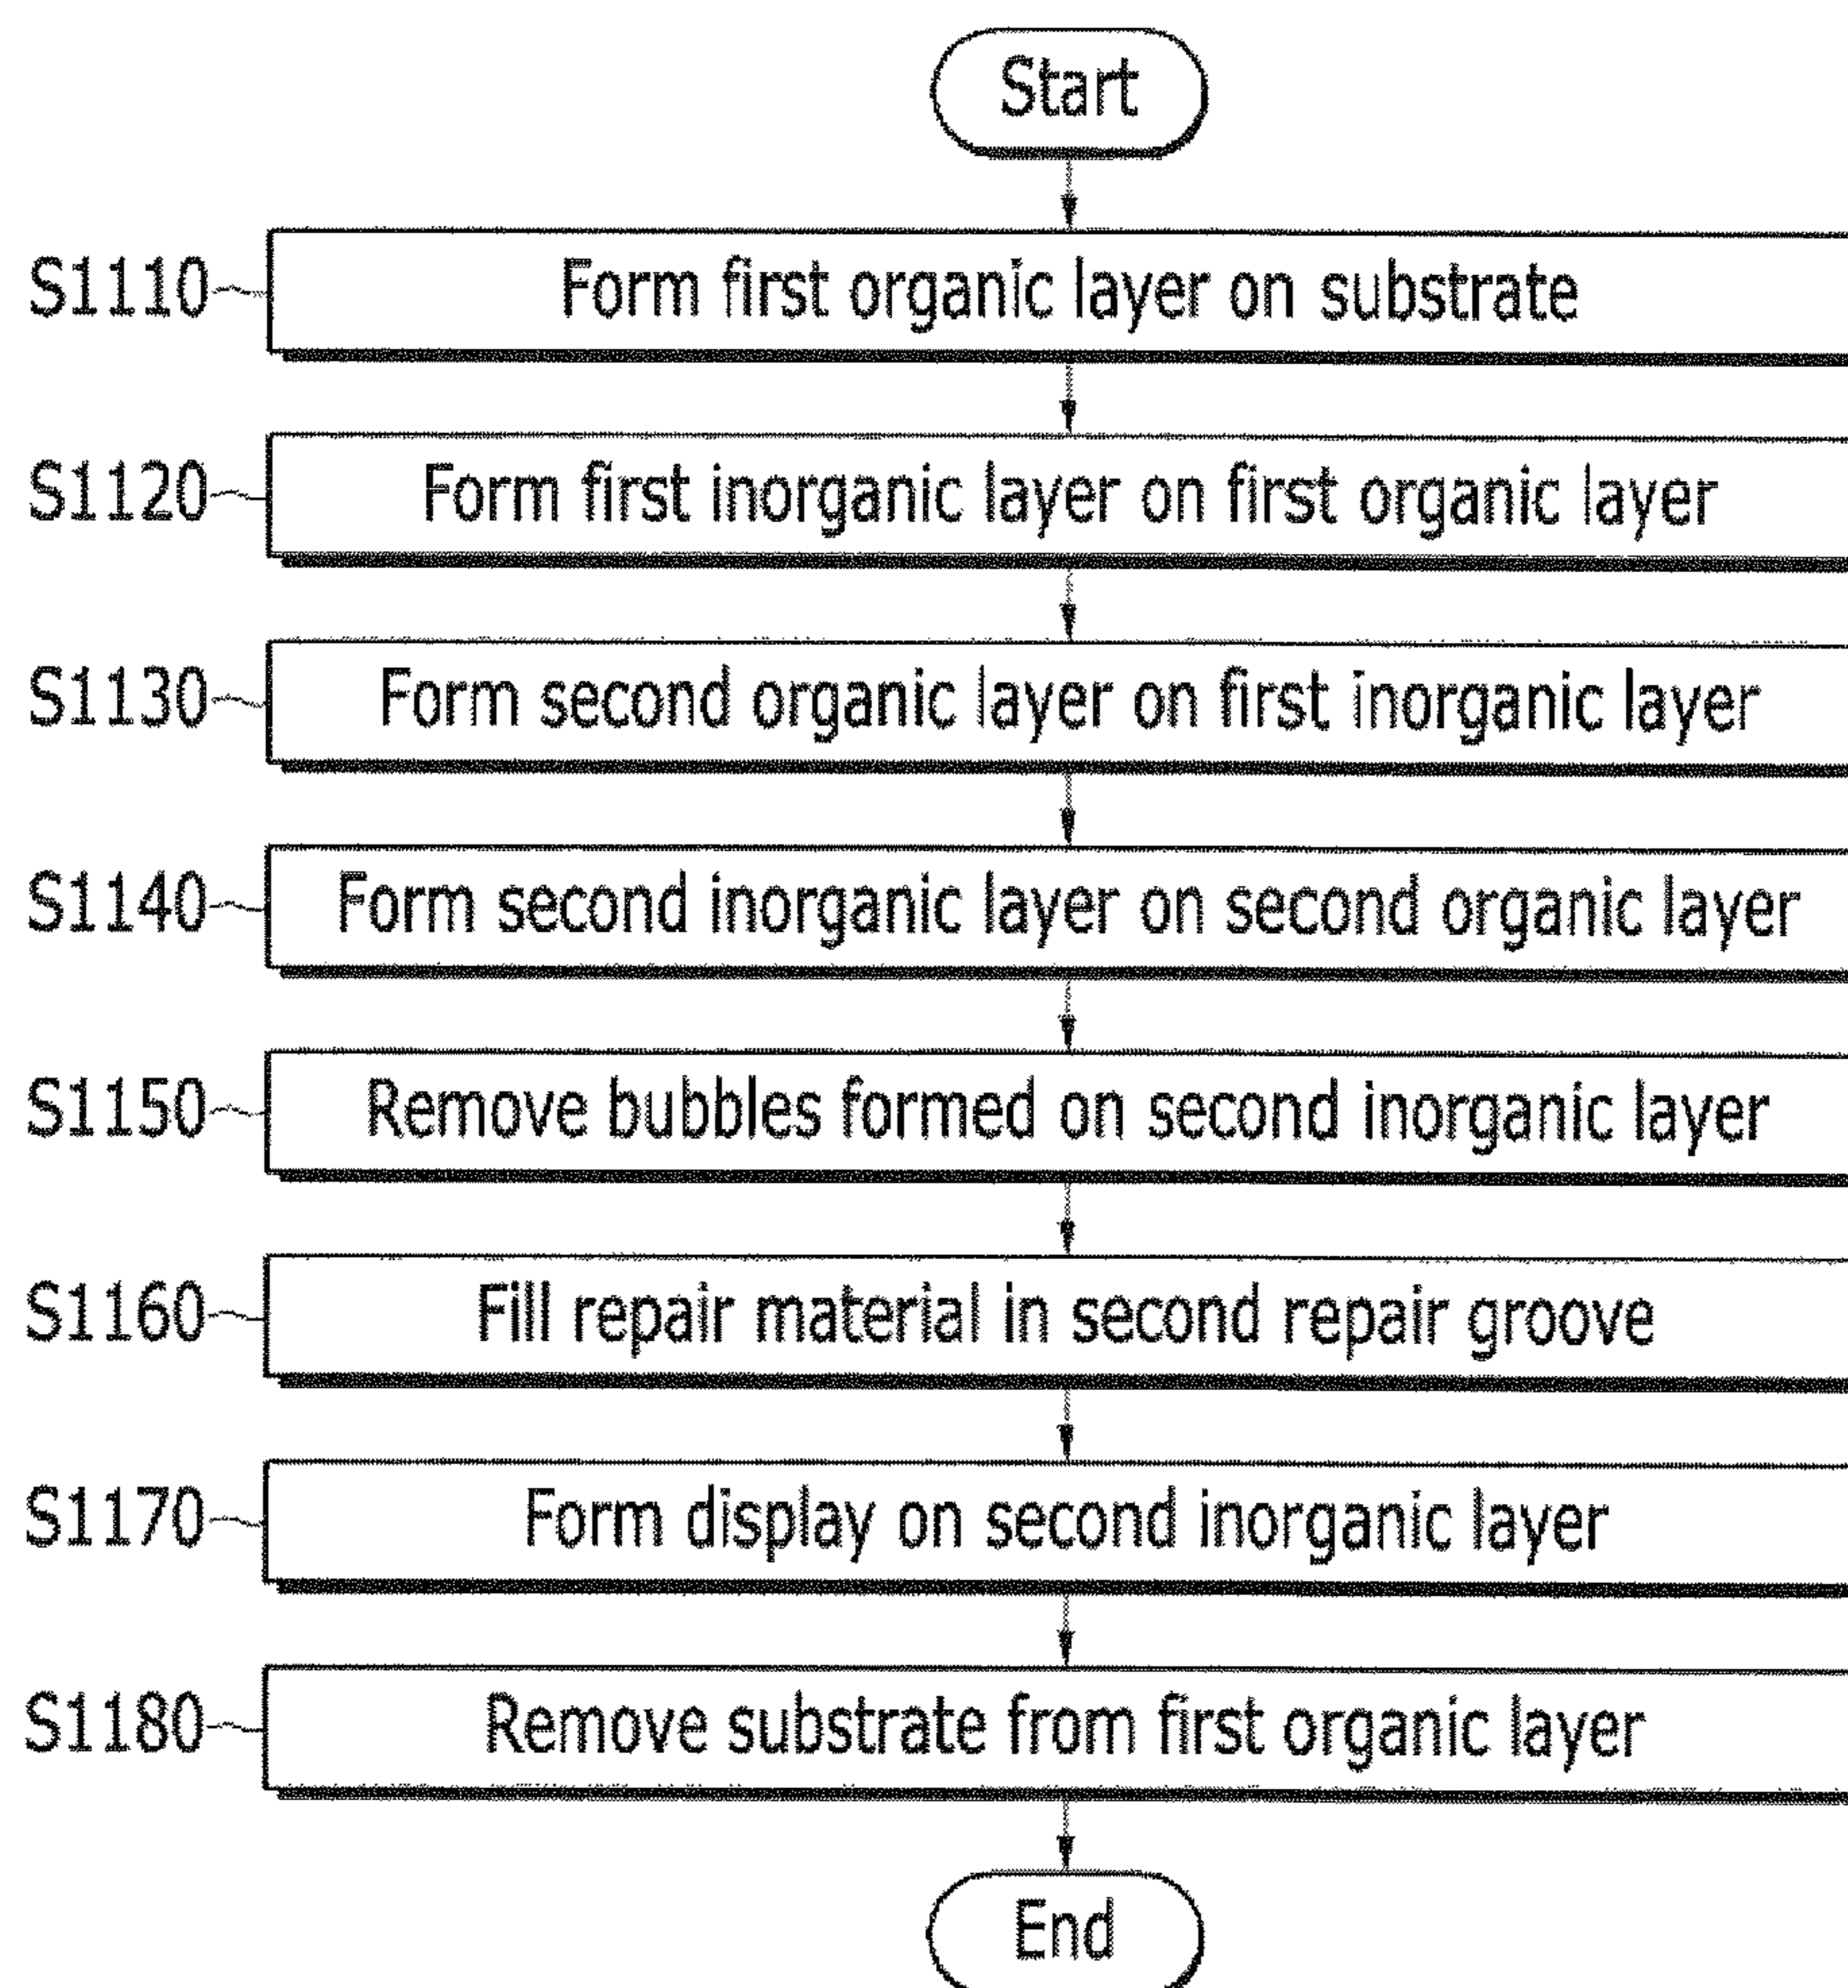 Start
S1110 Form first organic layer on substrate
S1120 Form first inorganic layer on first organic layer
S1130 Form second organic layer on first inorganic layer
S1140 Form second inorganic layer on second organic layer
S1150 Remove bubbles formed on second inorganic layer
S1160 Fill repair material in second repair groove
S1170 Form display on second inorganic layer
S1180 Remove substrate from first organic layer
End